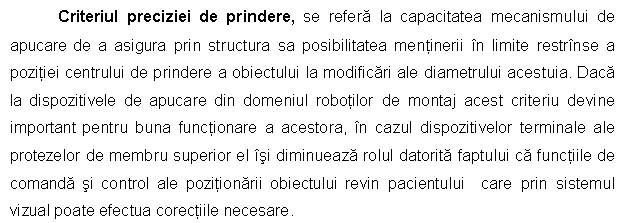 Criteriul preciziei de prindere, se referă la capacitatea mecanismului de
apucare de a asigura prin structura sa posibilitatea menţinerii în limite restrînse a
poziţiei centrului de prindere a obiectului la modificări ale diametrului acestuia. Dacă
la dispozitivele de apucare din domeniul roboţilor de montaj acest criteriu devine
important pentru buna funcţionare a acestora, în cazul dispozitivelor terminale ale
protezelor de membru superior el îşi diminuează rolul datorită faptului că funcţiile de
comandă şi control ale poziţionării obiectului revin pacientului care prin sistemul
vizual poate efectua corecţiile necesare.